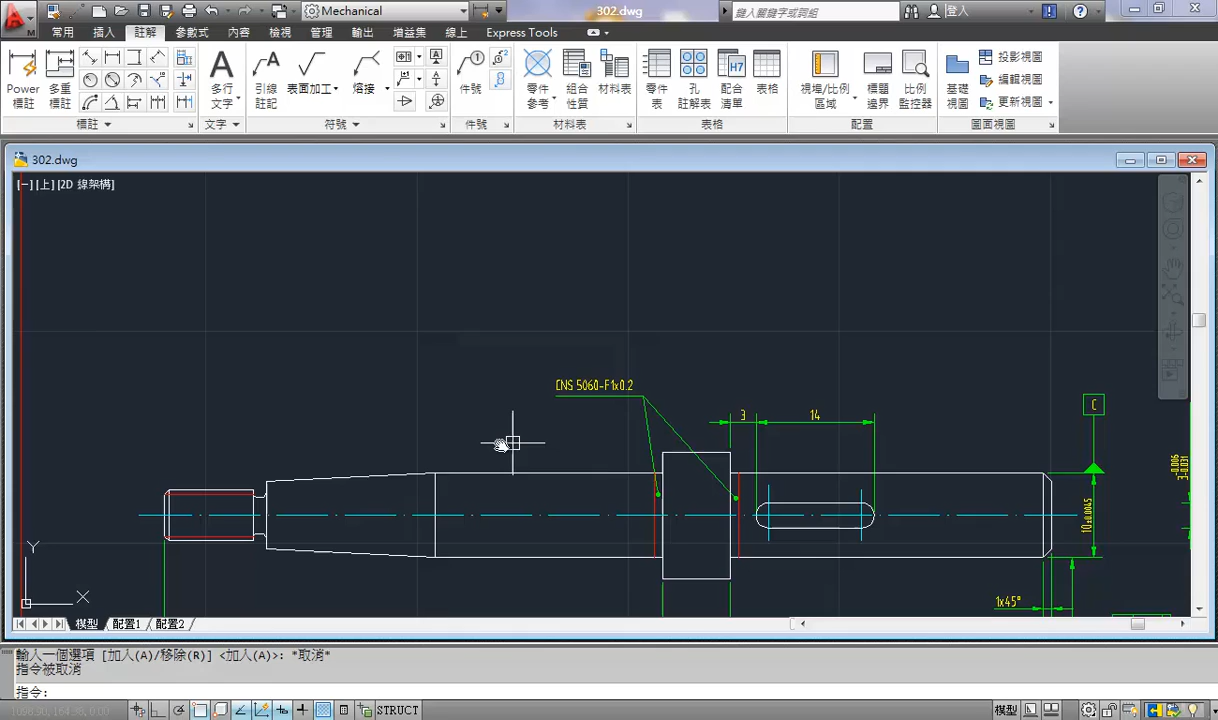 Mechanical
302.dwg
鍵入關鍵字或詞組
登入
常用 插入 註解 參數式 內容 檢視 管理 輸出 增益集 線上 Express Tools
Power 標註
多重 標註
多行 文字
引線 註記
表面加工
熔接
件號
零件 參考
組合 性質
材料表
零件 表
孔 註解表
配合 清單
表格
視埠/比例 區域
標題 邊界
比例 監控器
基礎 視圖
投影視圖
編輯視圖
更新視圖
標註 文字 符號 件號 材料表 表格 配置 圖面視圖
302.dwg
[−][上][2D 線架構]
CNS 5060-F1x0.2
3
14
C
10±0.0045
1x45°
Y
X
模型 配置1 配置2
輸入一個選項 [加入(A)/移除(R)] <加入(A)>: *取消*
指令被取消
指令:
STRUCT
模型